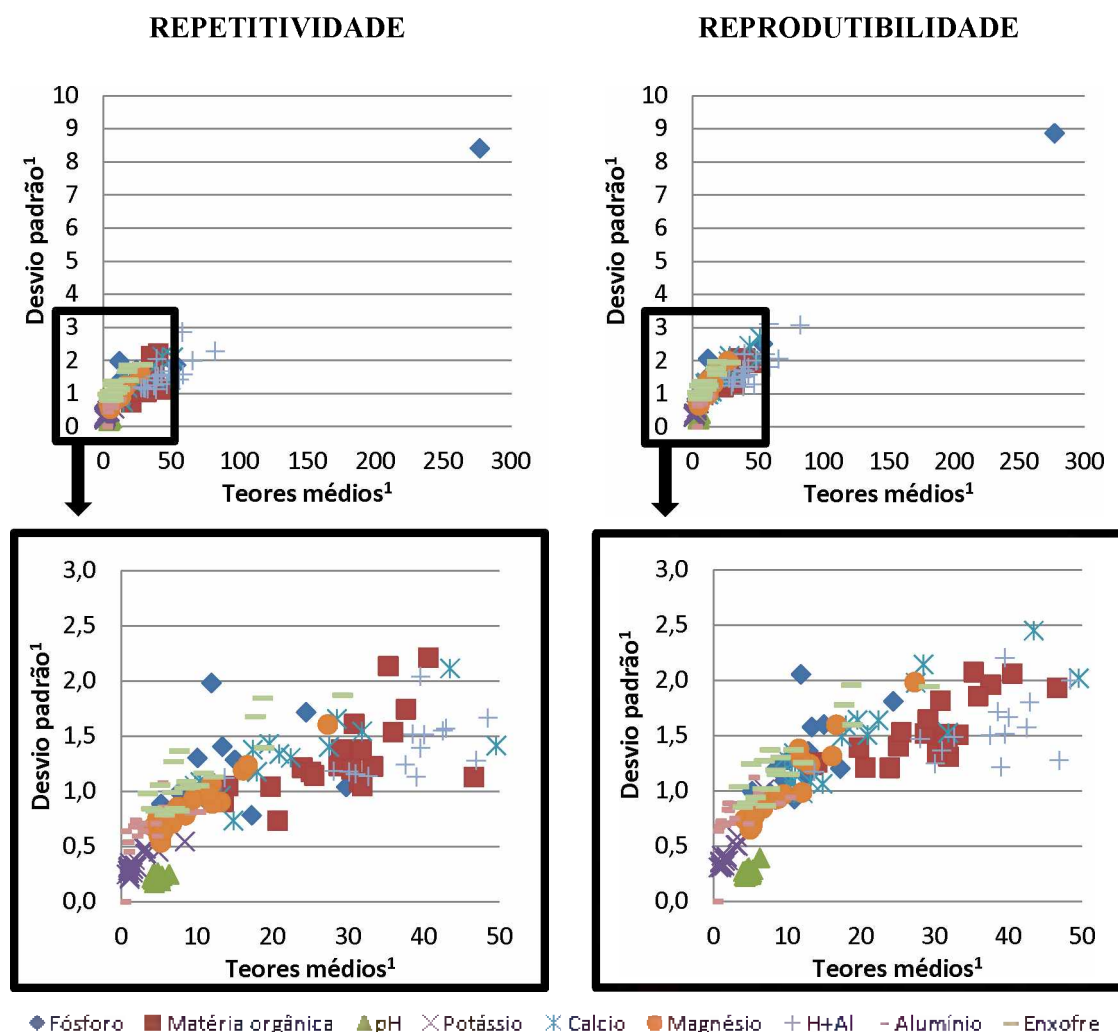 REPETITIVIDADE
REPRODUTIBILIDADE
Desvio padrão¹
10
9
8
7
6
5
4
3
2
1
0
0 50 100 150 200 250 300
Teores médios¹
Desvio padrão¹
10
9
8
7
6
5
4
3
2
1
0
0 50 100 150 200 250 300
Teores médios¹
Desvio padrão¹
3,0
2,5
2,0
1,5
1,0
0,5
0,0
0 10 20 30 40 50
Teores médios¹
Desvio padrão¹
3,0
2,5
2,0
1,5
1,0
0,5
0,0
0 10 20 30 40 50
Teores médios¹
Fósforo Matéria orgânica pH Potássio Calcio Magnésio H+Al Alumínio Enxofre